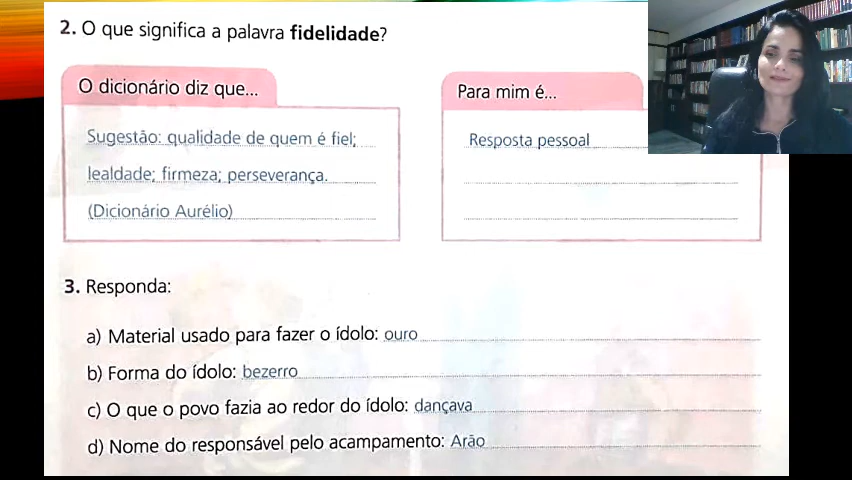 2. O que significa a palavra fidelidade?
O dicionário diz que...
Sugestão: qualidade de quem é fiel;
lealdade; firmeza; perseverança.
(Dicionário Aurélio)
Para mim é...
Resposta pessoal
3. Responda:
a) Material usado para fazer o ídolo: ouro
b) Forma do ídolo: bezerro
c) O que o povo fazia ao redor do ídolo: dançava
d) Nome do responsável pelo acampamento: Arão